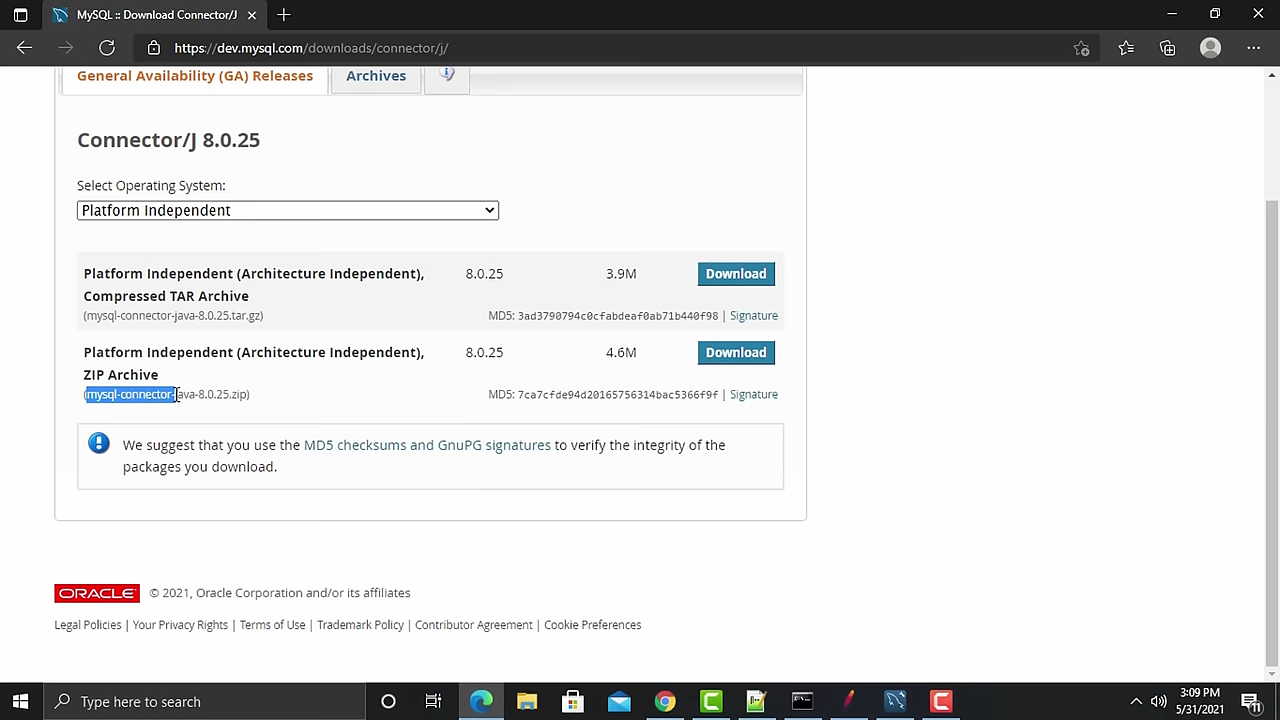 MySQL :: Download Connector/J
https://dev.mysql.com/downloads/connector/j/
General Availability (GA) Releases
Archives
Connector/J 8.0.25
Select Operating System:
Platform Independent
Platform Independent (Architecture Independent),
8.0.25
3.9M
Download
Compressed TAR Archive
(mysql-connector-java-8.0.25.tar.gz)
MD5: 3ad3790794c0cfabdeaf0ab71b440f98 | Signature
Platform Independent (Architecture Independent),
8.0.25
4.6M
Download
ZIP Archive
(mysql-connector-java-8.0.25.zip)
MD5: 7ca7cfde94d20165756314bac5366f9f | Signature
We suggest that you use the MD5 checksums and GnuPG signatures to verify the integrity of the
packages you download.
ORACLE © 2021, Oracle Corporation and/or its affiliates
Legal Policies | Your Privacy Rights | Terms of Use | Trademark Policy | Contributor Agreement | Cookie Preferences
Type here to search
3:09 PM
5/31/2021
11